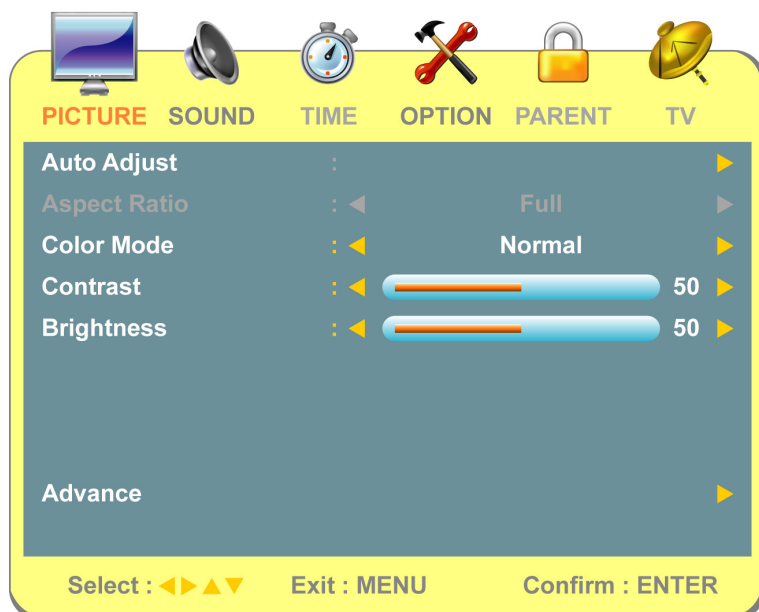 PICTURE SOUND TIME OPTION PARENT TV
Auto Adjust :
Aspect Ratio : Full
Color Mode : Normal
Contrast : 50
Brightness : 50
Advance
Select : ◀▶▲▼ Exit : MENU Confirm : ENTER